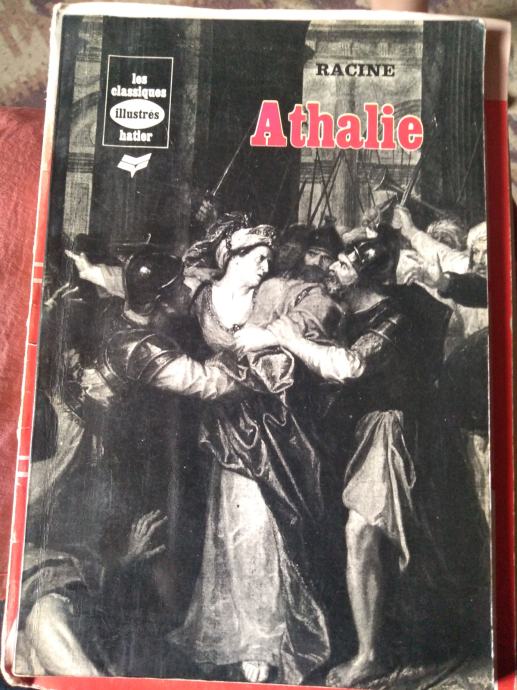 les
classiques
illustrés
hatier
RACINE
Athalie